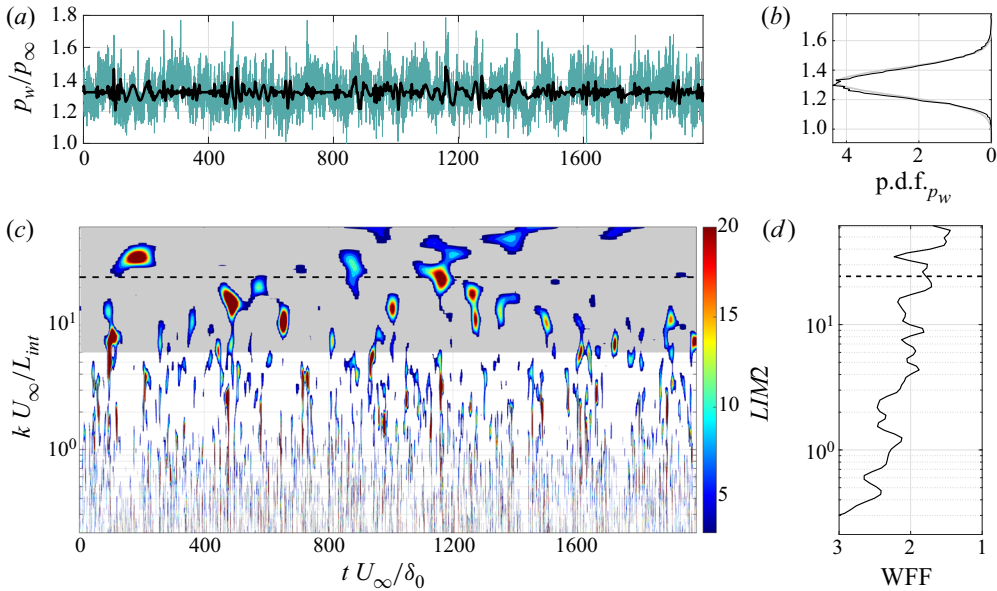 (a)
(b)
1.8
1.6
1.4
1.2
1.0
p_w/p_∞
0 400 800 1200 1600
1.6
1.4
1.2
1.0
4 2 0
p.d.f._{p_w}
(c)
(d)
20
15
10
5
LIM2
10^1
10^0
k U_∞/L_{int}
0 400 800 1200 1600
t U_∞/δ_0
10^1
10^0
3 2 1
WFF